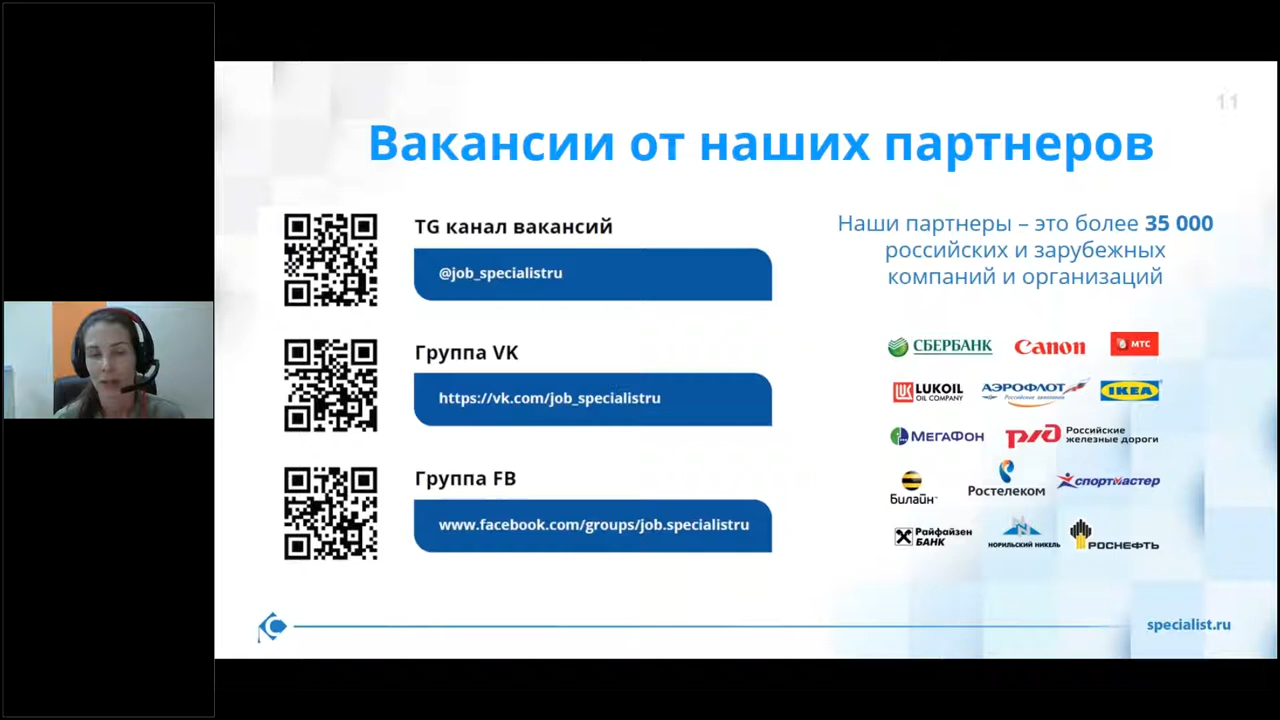 11
Вакансии от наших партнеров
TG канал вакансий
@job_specialistru
Группа VK
https://vk.com/job_specialistru
Группа FB
www.facebook.com/groups/job.specialistru
Наши партнеры – это более 35 000
российских и зарубежных
компаний и организаций
СБЕРБАНК
Canon
МТС
LUKOIL
OIL COMPANY
АЭРОФЛОТ
Российские авиалинии
IKEA
МЕГАФОН
РЖД
Российские
железные дороги
Билайн
Ростелеком
СПОРТМАСТЕР
Райфайзен
БАНК
НОРИЛЬСКИЙ НИКЕЛЬ
РОСНЕФТЬ
specialist.ru